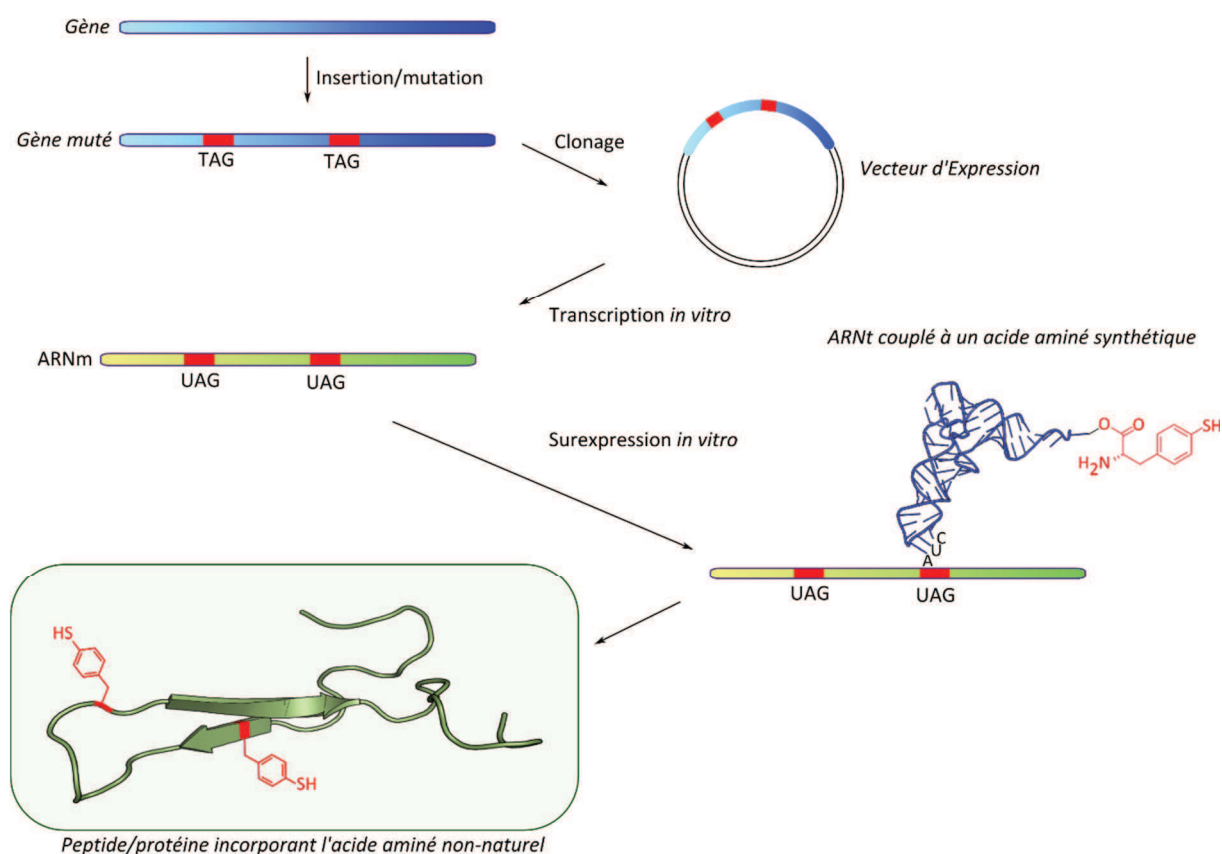 Gène
Insertion/mutation
Gène muté
TAG
TAG
Clonage
Vecteur d'Expression
Transcription in vitro
ARNm
UAG
UAG
ARNt couplé à un acide aminé synthétique
Surexpression in vitro
O
O
SH
H2N
C
U
A
UAG
UAG
HS
SH
Peptide/protéine incorporant l'acide aminé non-naturel